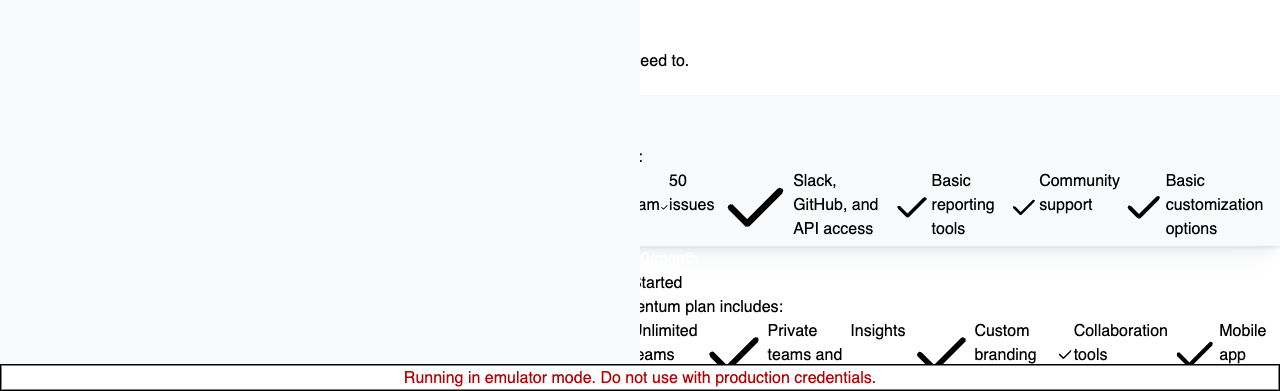 eed to.
:
am 50 issues Slack, GitHub, and API access Basic reporting tools Community support Basic customization options
0/month
Started
entum plan includes:
Unlimited Private Insights Custom Collaboration Mobile
eams teams and branding tools app
Running in emulator mode. Do not use with production credentials.